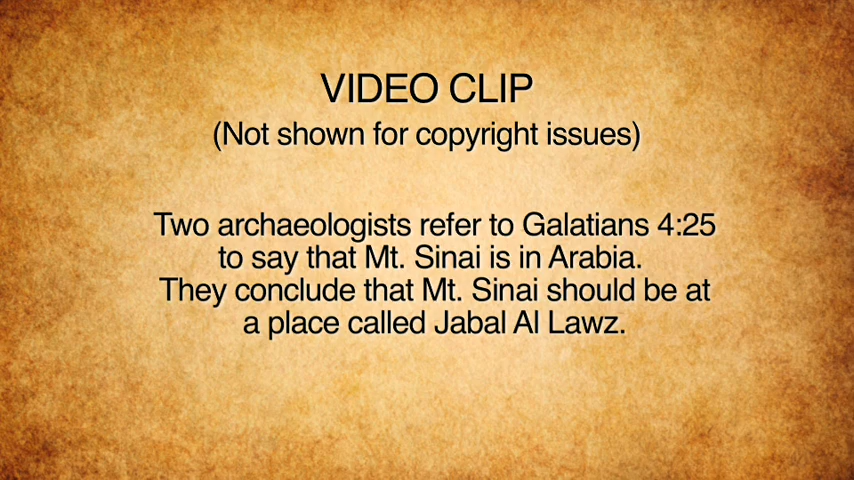 VIDEO CLIP
(Not shown for copyright issues)
Two archaeologists refer to Galatians 4:25
to say that Mt. Sinai is in Arabia.
They conclude that Mt. Sinai should be at
a place called Jabal Al Lawz.